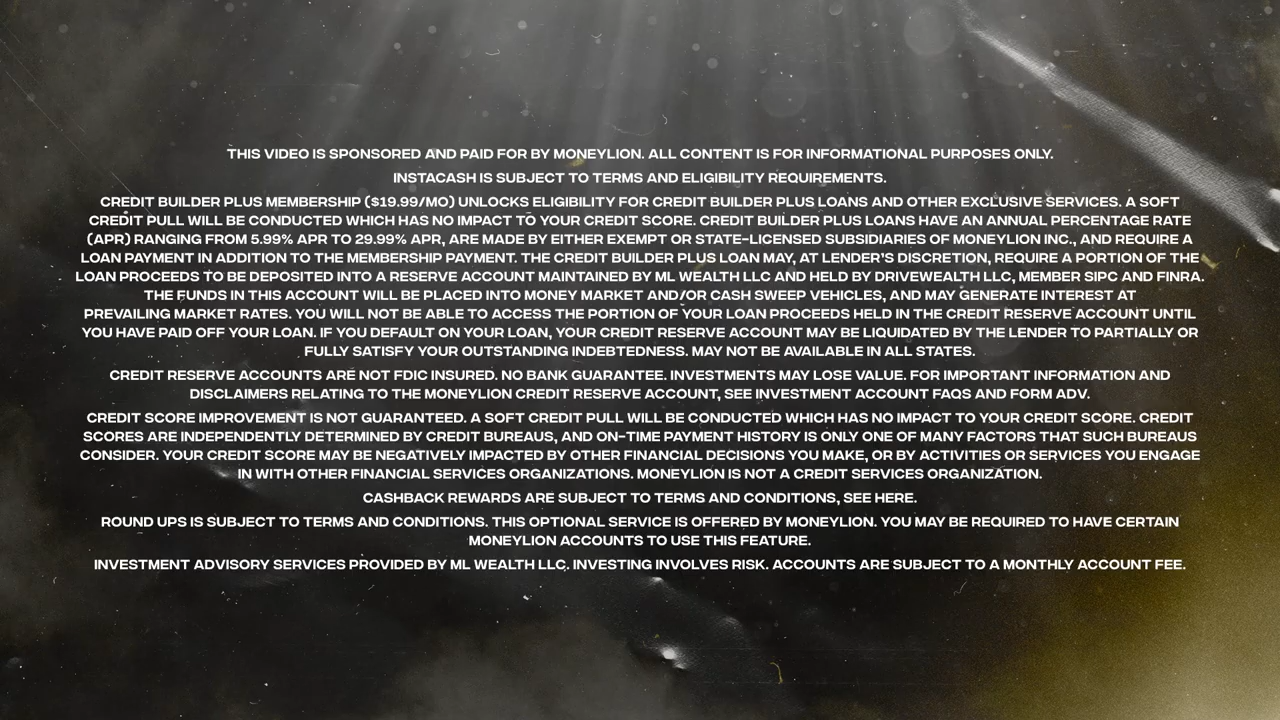 THIS VIDEO IS SPONSORED AND PAID FOR BY MONEYLION. ALL CONTENT IS FOR INFORMATIONAL PURPOSES ONLY.
INSTACASH IS SUBJECT TO TERMS AND ELIGIBILITY REQUIREMENTS.
CREDIT BUILDER PLUS MEMBERSHIP ($19.99/MO) UNLOCKS ELIGIBILITY FOR CREDIT BUILDER PLUS LOANS AND OTHER EXCLUSIVE SERVICES. A SOFT
CREDIT PULL WILL BE CONDUCTED WHICH HAS NO IMPACT TO YOUR CREDIT SCORE. CREDIT BUILDER PLUS LOANS HAVE AN ANNUAL PERCENTAGE RATE
(APR) RANGING FROM 5.99% APR TO 29.99% APR, ARE MADE BY EITHER EXEMPT OR STATE-LICENSED SUBSIDIARIES OF MONEYLION INC., AND REQUIRE A
LOAN PAYMENT IN ADDITION TO THE MEMBERSHIP PAYMENT. THE CREDIT BUILDER PLUS LOAN MAY, AT LENDER'S DISCRETION, REQUIRE A PORTION OF THE
LOAN PROCEEDS TO BE DEPOSITED INTO A RESERVE ACCOUNT MAINTAINED BY ML WEALTH LLC AND HELD BY DRIVEWEALTH LLC, MEMBER SIPC AND FINRA.
THE FUNDS IN THIS ACCOUNT WILL BE PLACED INTO MONEY MARKET AND/OR CASH SWEEP VEHICLES, AND MAY GENERATE INTEREST AT
PREVAILING MARKET RATES. YOU WILL NOT BE ABLE TO ACCESS THE PORTION OF YOUR LOAN PROCEEDS HELD IN THE CREDIT RESERVE ACCOUNT UNTIL
YOU HAVE PAID OFF YOUR LOAN. IF YOU DEFAULT ON YOUR LOAN, YOUR CREDIT RESERVE ACCOUNT MAY BE LIQUIDATED BY THE LENDER TO PARTIALLY OR
FULLY SATISFY YOUR OUTSTANDING INDEBTEDNESS. MAY NOT BE AVAILABLE IN ALL STATES.
CREDIT RESERVE ACCOUNTS ARE NOT FDIC INSURED. NO BANK GUARANTEE. INVESTMENTS MAY LOSE VALUE. FOR IMPORTANT INFORMATION AND
DISCLAIMERS RELATING TO THE MONEYLION CREDIT RESERVE ACCOUNT, SEE INVESTMENT ACCOUNT FAQS AND FORM ADV.
CREDIT SCORE IMPROVEMENT IS NOT GUARANTEED. A SOFT CREDIT PULL WILL BE CONDUCTED WHICH HAS NO IMPACT TO YOUR CREDIT SCORE. CREDIT
SCORES ARE INDEPENDENTLY DETERMINED BY CREDIT BUREAUS, AND ON-TIME PAYMENT HISTORY IS ONLY ONE OF MANY FACTORS THAT SUCH BUREAUS
CONSIDER. YOUR CREDIT SCORE MAY BE NEGATIVELY IMPACTED BY OTHER FINANCIAL DECISIONS YOU MAKE, OR BY ACTIVITIES OR SERVICES YOU ENGAGE
IN WITH OTHER FINANCIAL SERVICES ORGANIZATIONS. MONEYLION IS NOT A CREDIT SERVICES ORGANIZATION.
CASHBACK REWARDS ARE SUBJECT TO TERMS AND CONDITIONS, SEE HERE.
ROUND UPS IS SUBJECT TO TERMS AND CONDITIONS. THIS OPTIONAL SERVICE IS OFFERED BY MONEYLION. YOU MAY BE REQUIRED TO HAVE CERTAIN
MONEYLION ACCOUNTS TO USE THIS FEATURE.
INVESTMENT ADVISORY SERVICES PROVIDED BY ML WEALTH LLC. INVESTING INVOLVES RISK. ACCOUNTS ARE SUBJECT TO A MONTHLY ACCOUNT FEE.